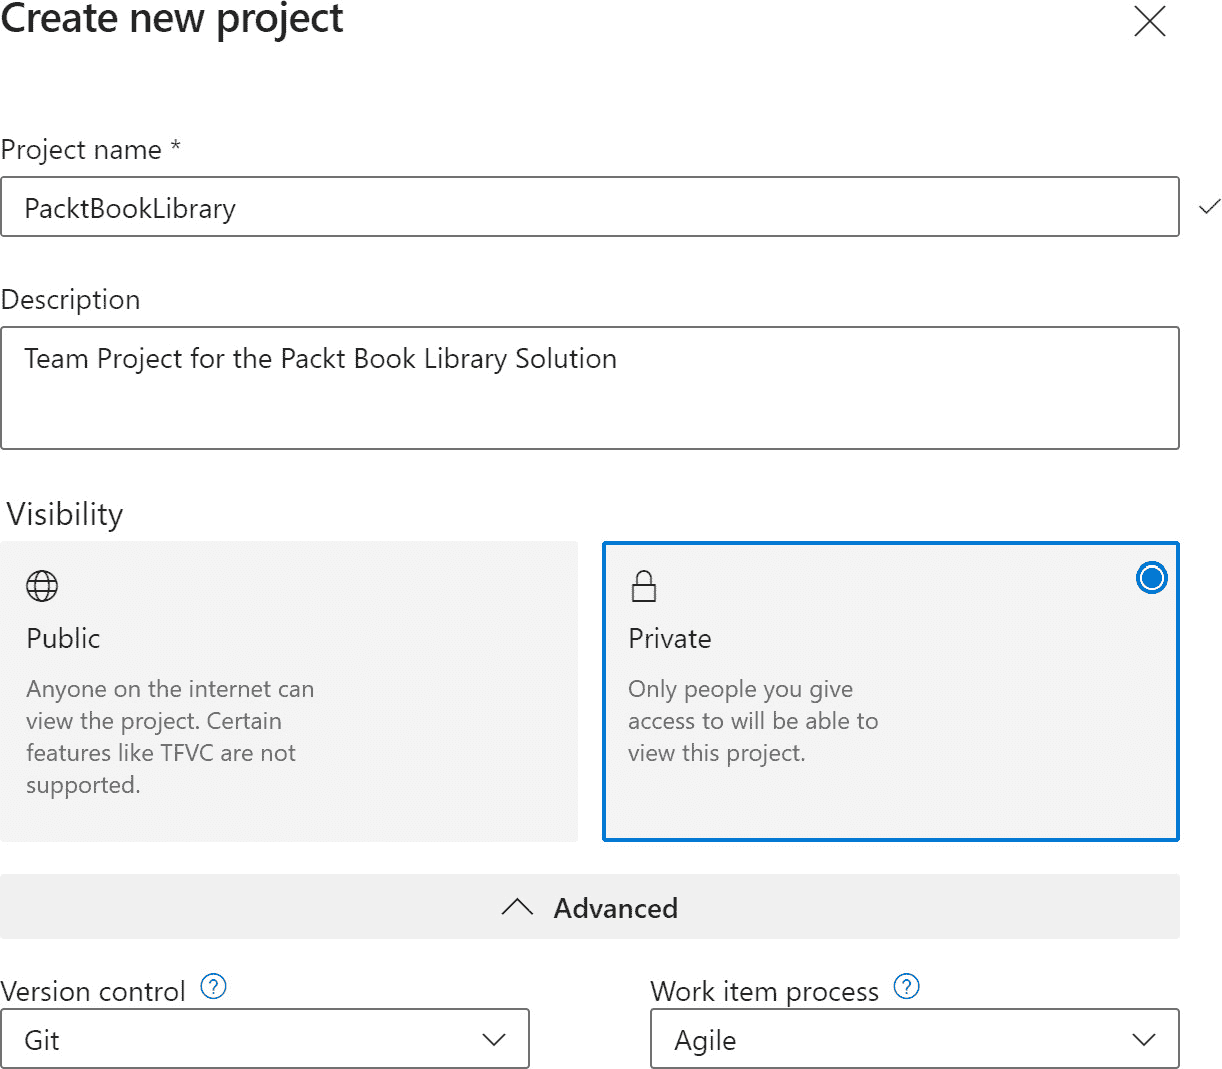 Create new project
Project name *
PacktBookLibrary
Description
Team Project for the Packt Book Library Solution
Visibility
Public
Anyone on the internet can
view the project. Certain
features like TFVC are not
supported.
Private
Only people you give
access to will be able to
view this project.
Advanced
Version control ?
Git
Work item process ?
Agile